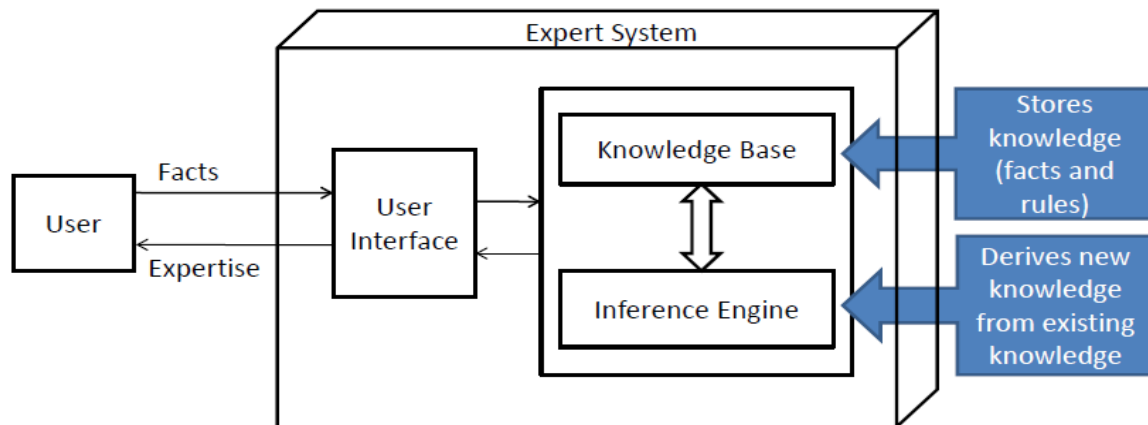 Expert System
Facts
User
Expertise
User
Interface
Knowledge Base
Inference Engine
Stores
knowledge
(facts and
rules)
Derives new
knowledge
from existing
knowledge